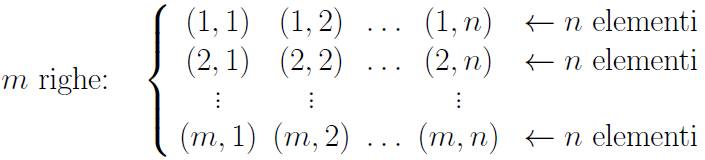 (1, 1) (1, 2) … (1, n) ← n elementi
(2, 1) (2, 2) … (2, n) ← n elementi
m righe:
⋮ ⋮ ⋮
(m, 1) (m, 2) … (m, n) ← n elementi